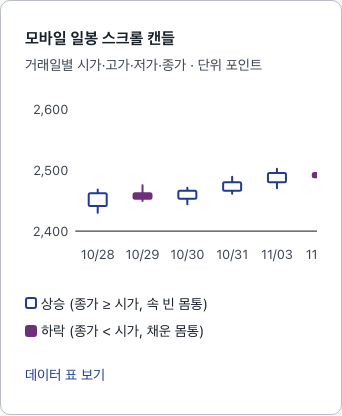 모바일 일봉 스크롤 캔들
거래일별 시가·고가·저가·종가 · 단위 포인트
2,600
2,500
2,400
10/28 10/29 10/30 10/31 11/03 11
상승 (종가 ≥ 시가, 속 빈 몸통)
하락 (종가 < 시가, 채운 몸통)
데이터 표 보기